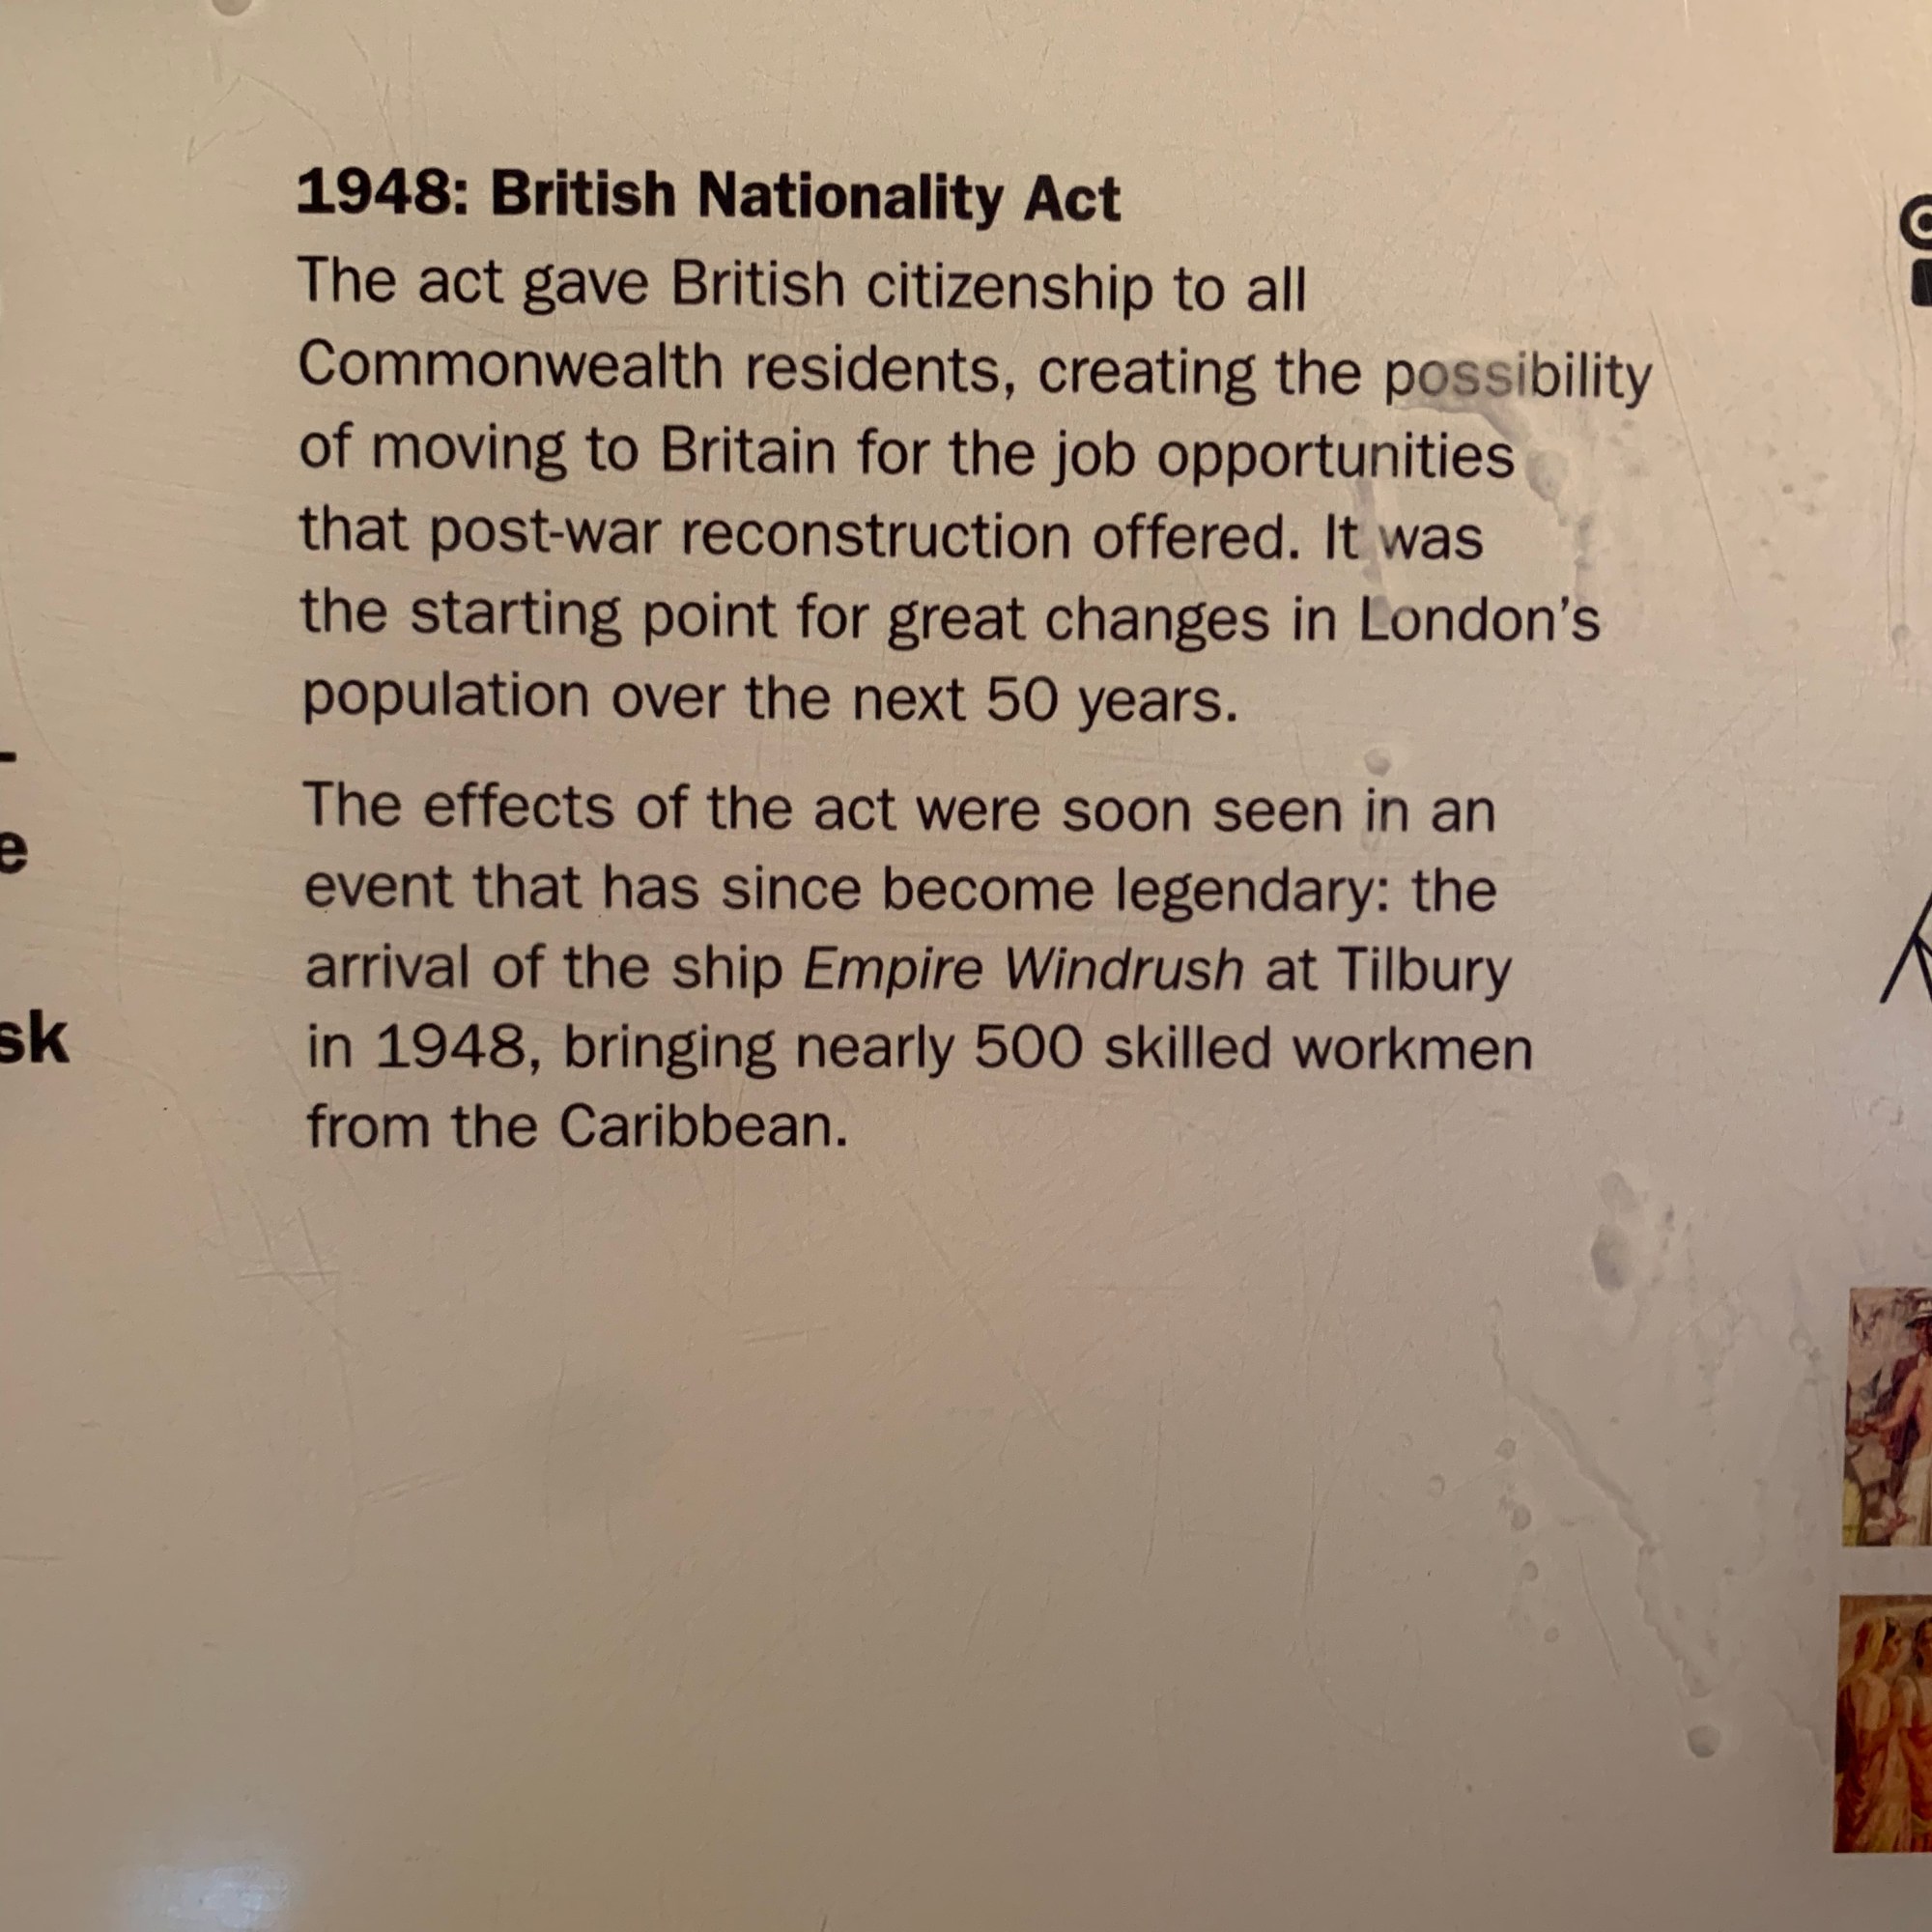 1948: British Nationality Act
The act gave British citizenship to all
Commonwealth residents, creating the possibility
of moving to Britain for the job opportunities
that post-war reconstruction offered. It was
the starting point for great changes in London’s
population over the next 50 years.
The effects of the act were soon seen in an
event that has since become legendary: the
arrival of the ship Empire Windrush at Tilbury
in 1948, bringing nearly 500 skilled workmen
from the Caribbean.